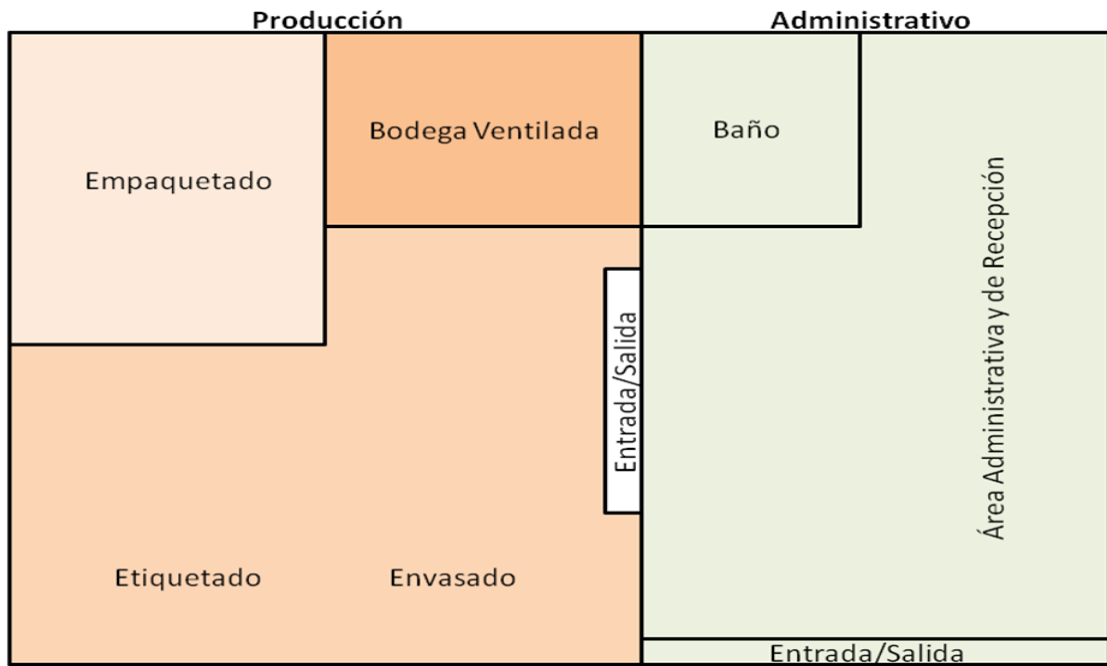 Producción
Administrativo
Empaquetado
Bodega Ventilada
Baño
Área Administrativa y de Recepción
Entrada/Salida
Etiquetado
Envasado
Entrada/Salida